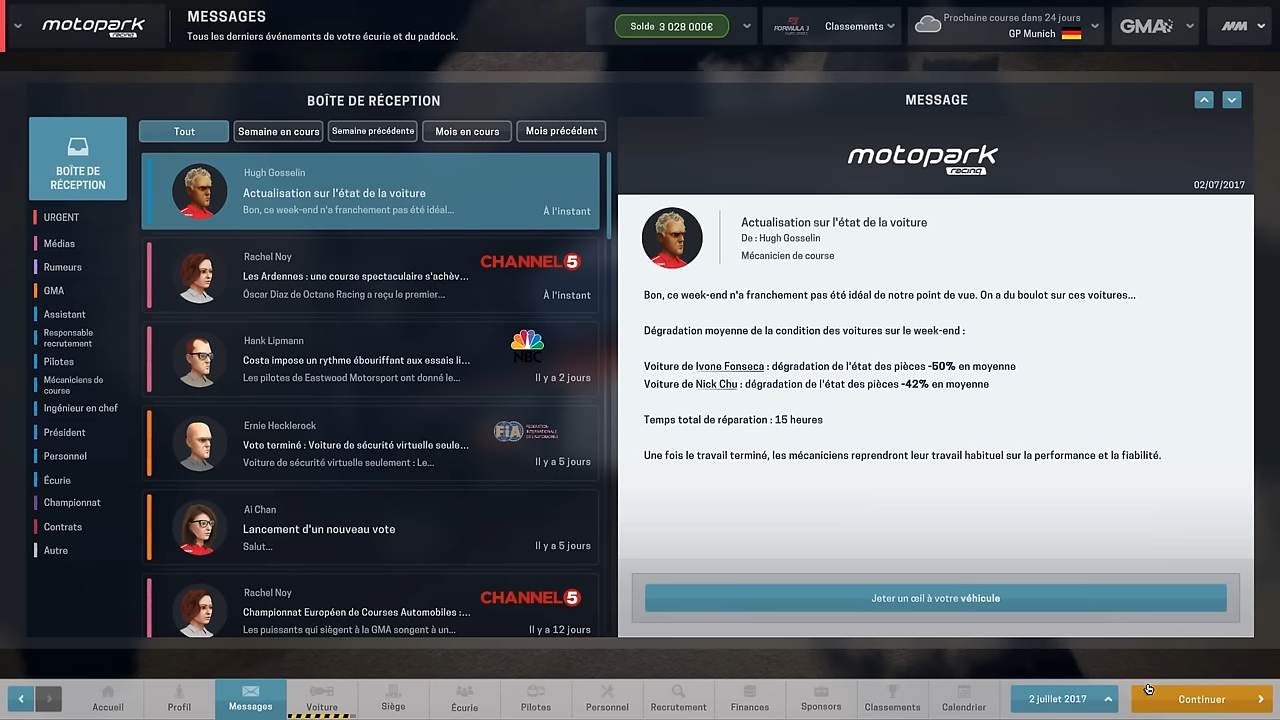 motopark
racing
MESSAGES
Tous les derniers événements de votre écurie et du paddock.
Solde 3 028 000€
FORMULA 3
Classements
Prochaine course dans 24 jours
GP Munich
GMA
MM
BOÎTE DE RÉCEPTION
BOÎTE DE
RÉCEPTION
URGENT
Médias
Rumeurs
GMA
Assistant
Responsable
recrutement
Pilotes
Mécaniciens de
course
Ingénieur en chef
Président
Personnel
Écurie
Championnat
Contrats
Autre
Tout
Semaine en cours
Semaine précédente
Mois en cours
Mois précédent
Hugh Gosselin
Actualisation sur l'état de la voiture
Bon, ce week-end n'a franchement pas été idéal...
À l'instant
Rachel Noy
CHANNEL 5
Les Ardennes : une course spectaculaire s'achèv...
Óscar Diaz de Octane Racing a reçu le premier...
À l'instant
Hank Lipmann
NBC
Costa impose un rythme ébouriffant aux essais li...
Les pilotes de Eastwood Motorsport ont donné le...
Il y a 2 jours
Ernie Hecklerock
FIA
FEDERATION
INTERNATIONALE
DE L'AUTOMOBILE
Vote terminé : Voiture de sécurité virtuelle seule...
Voiture de sécurité virtuelle seulement : Le...
Il y a 5 jours
Ai Chan
Lancement d'un nouveau vote
Salut...
Il y a 5 jours
Rachel Noy
CHANNEL 5
Championnat Européen de Courses Automobiles :...
Les puissants qui siègent à la GMA songent à un...
Il y a 12 jours
MESSAGE
motopark
racing
02/07/2017
Actualisation sur l'état de la voiture
De : Hugh Gosselin
Mécanicien de course
Bon, ce week-end n'a franchement pas été idéal de notre point de vue. On a du boulot sur ces voitures...
Dégradation moyenne de la condition des voitures sur le week-end :
Voiture de Ivone Fonseca : dégradation de l'état des pièces -50% en moyenne
Voiture de Nick Chu : dégradation de l'état des pièces -42% en moyenne
Temps total de réparation : 15 heures
Une fois le travail terminé, les mécaniciens reprendront leur travail habituel sur la performance et la fiabilité.
Jeter un œil à votre véhicule
Accueil
Profil
Messages
Voiture
Siège
Écurie
Pilotes
Personnel
Recrutement
Finances
Sponsors
Classements
Calendrier
2 juillet 2017
Continuer